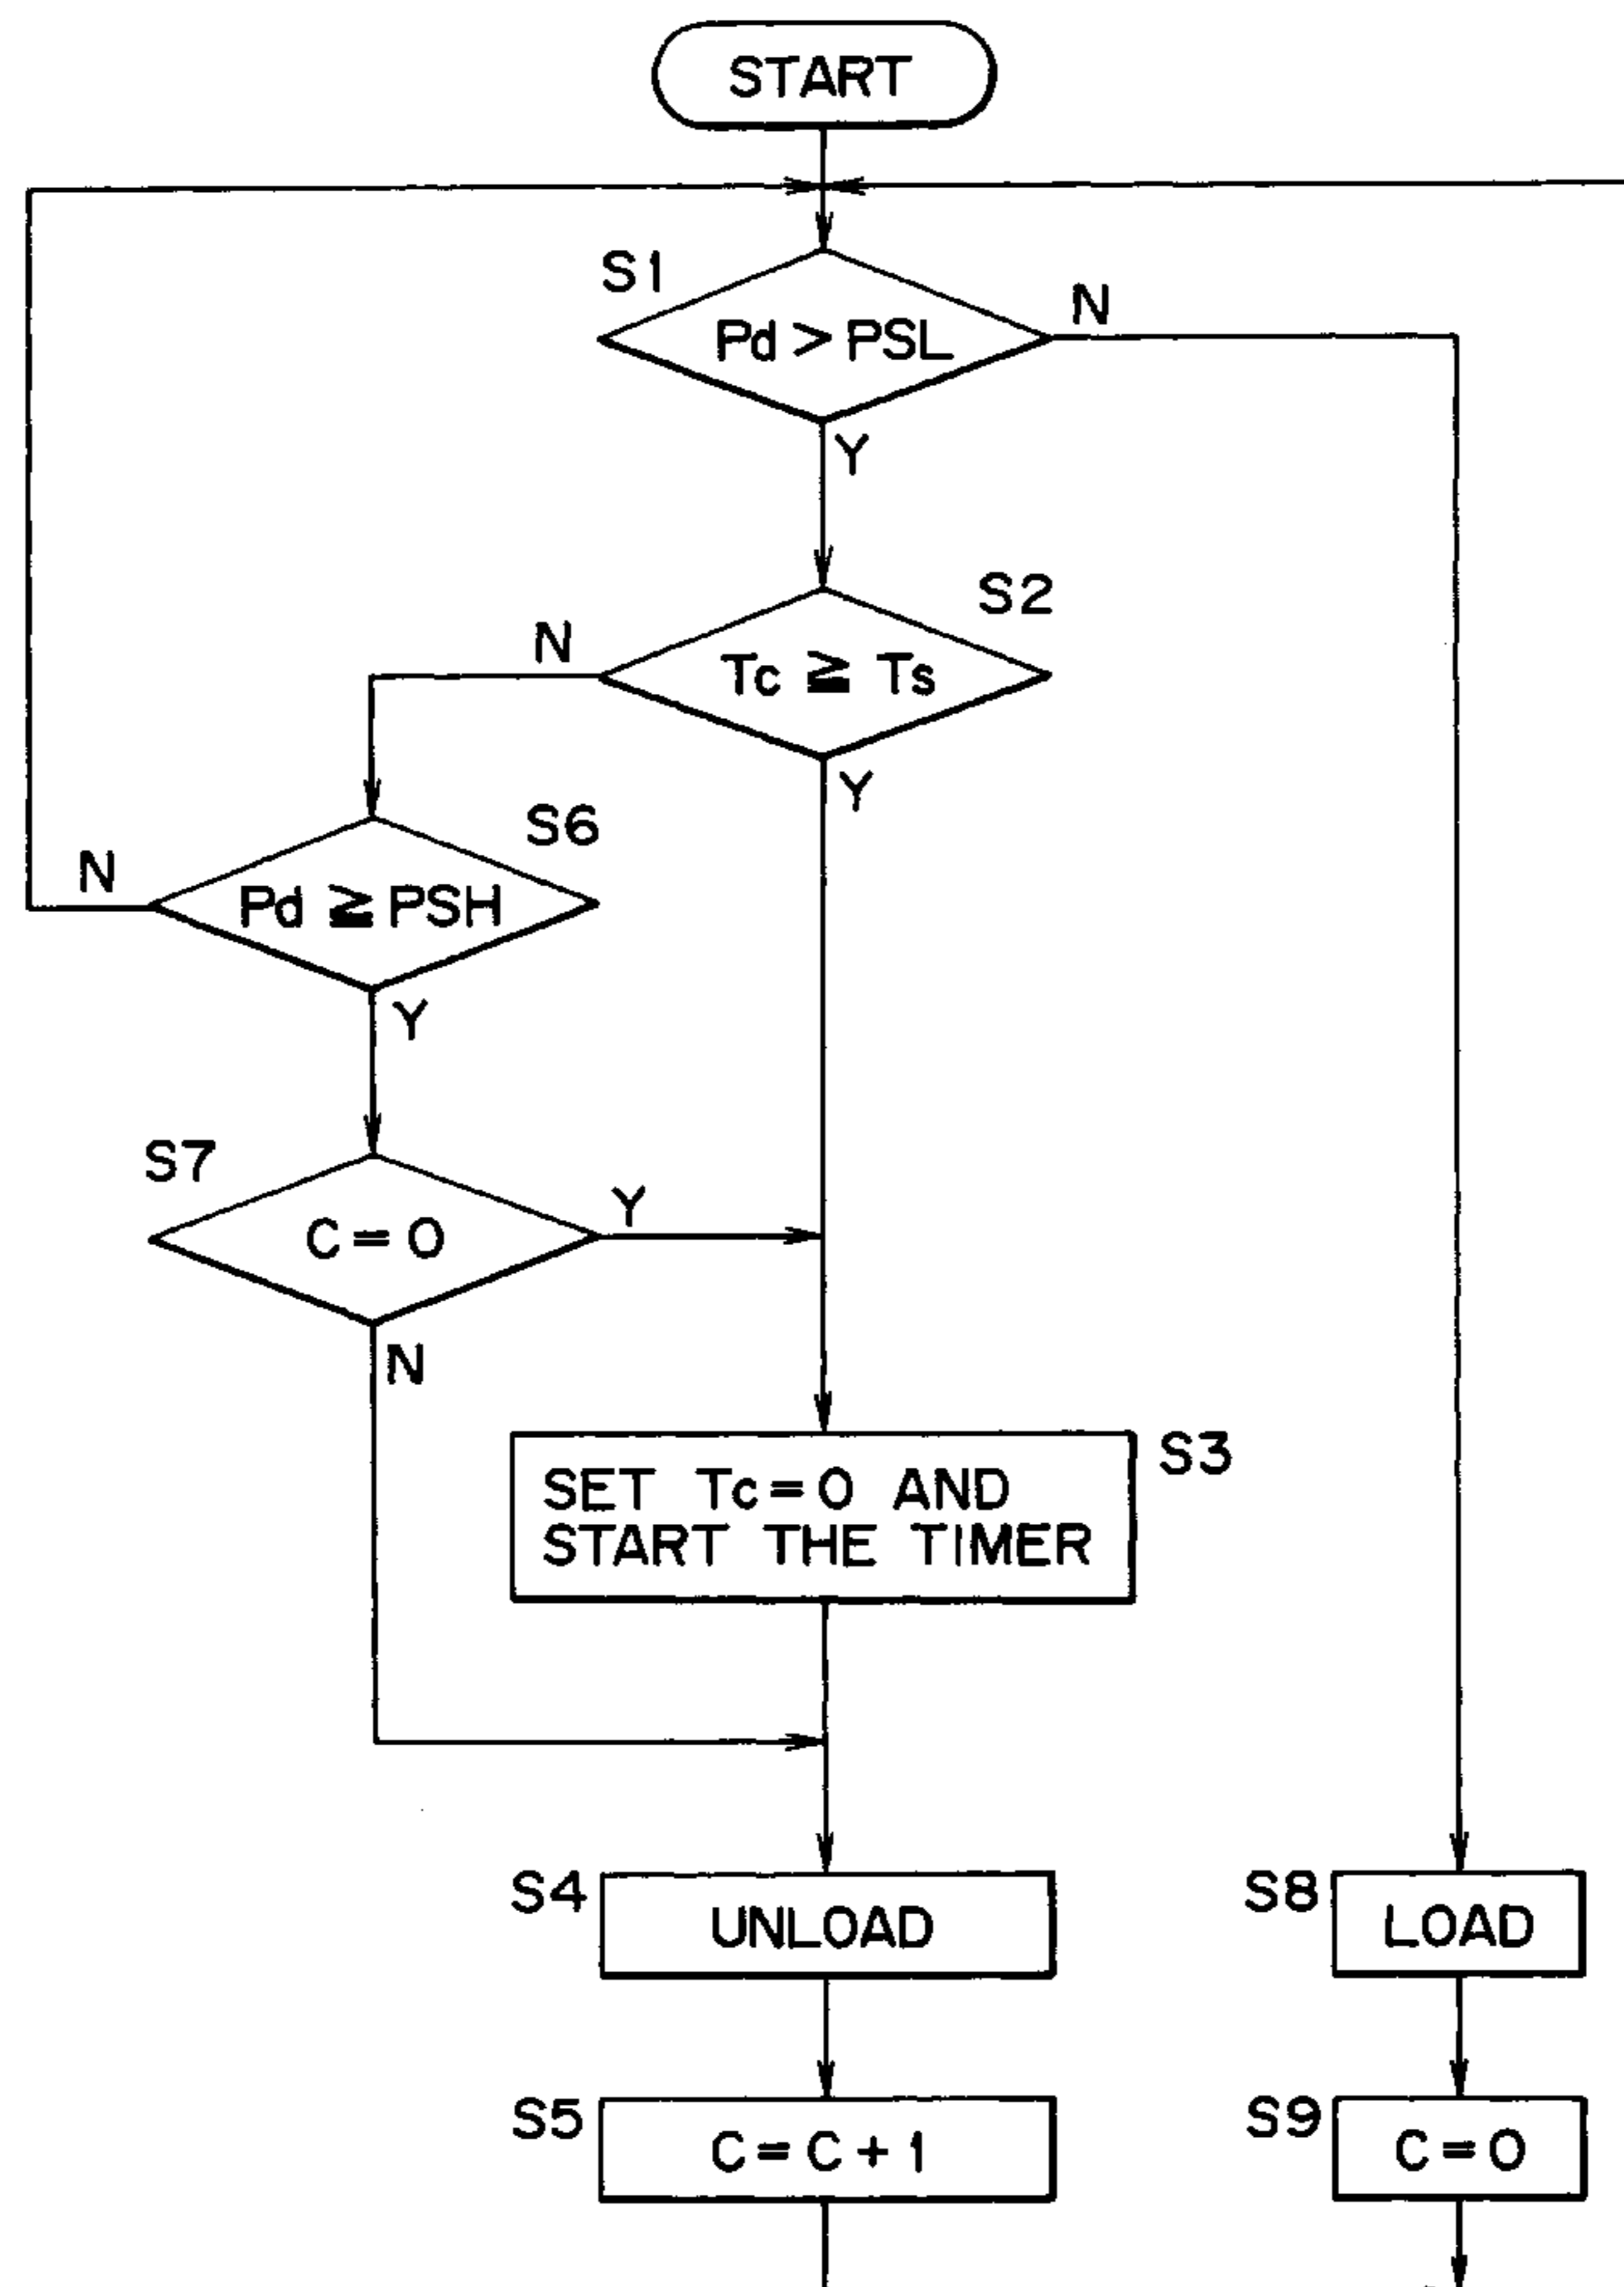 START
S1
Pd > PSL
N
Y
S2
Tc ≧ Ts
N
Y
S6
Pd ≧ PSH
N
Y
S7
C = 0
Y
N
S3
SET Tc = 0 AND
START THE TIMER
S4
UNLOAD
S8
LOAD
S5
C = C + 1
S9
C = 0